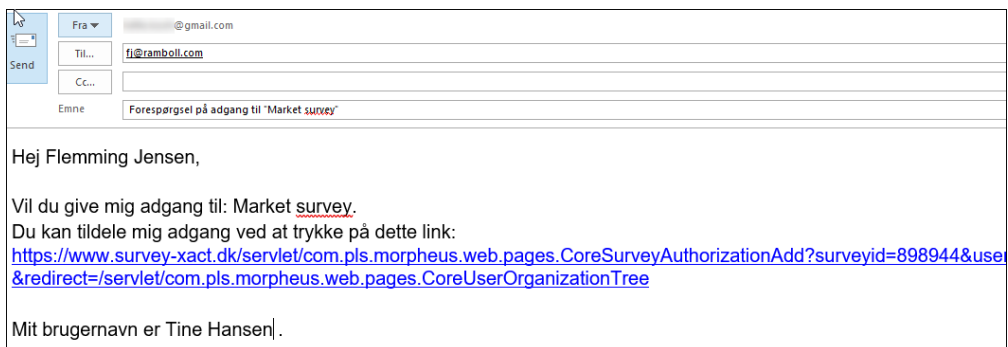 Fra
@gmail.com
Send
Til...
fj@ramboll.com
Cc...
Emne
Forespørgsel på adgang til "Market survey"
Hej Flemming Jensen,
Vil du give mig adgang til: Market survey.
Du kan tildele mig adgang ved at trykke på dette link:
https://www.survey-xact.dk/servlet/com.pls.morpheus.web.pages.CoreSurveyAuthorizationAdd?surveyid=898944&user
&redirect=/servlet/com.pls.morpheus.web.pages.CoreUserOrganizationTree
Mit brugernavn er Tine Hansen .